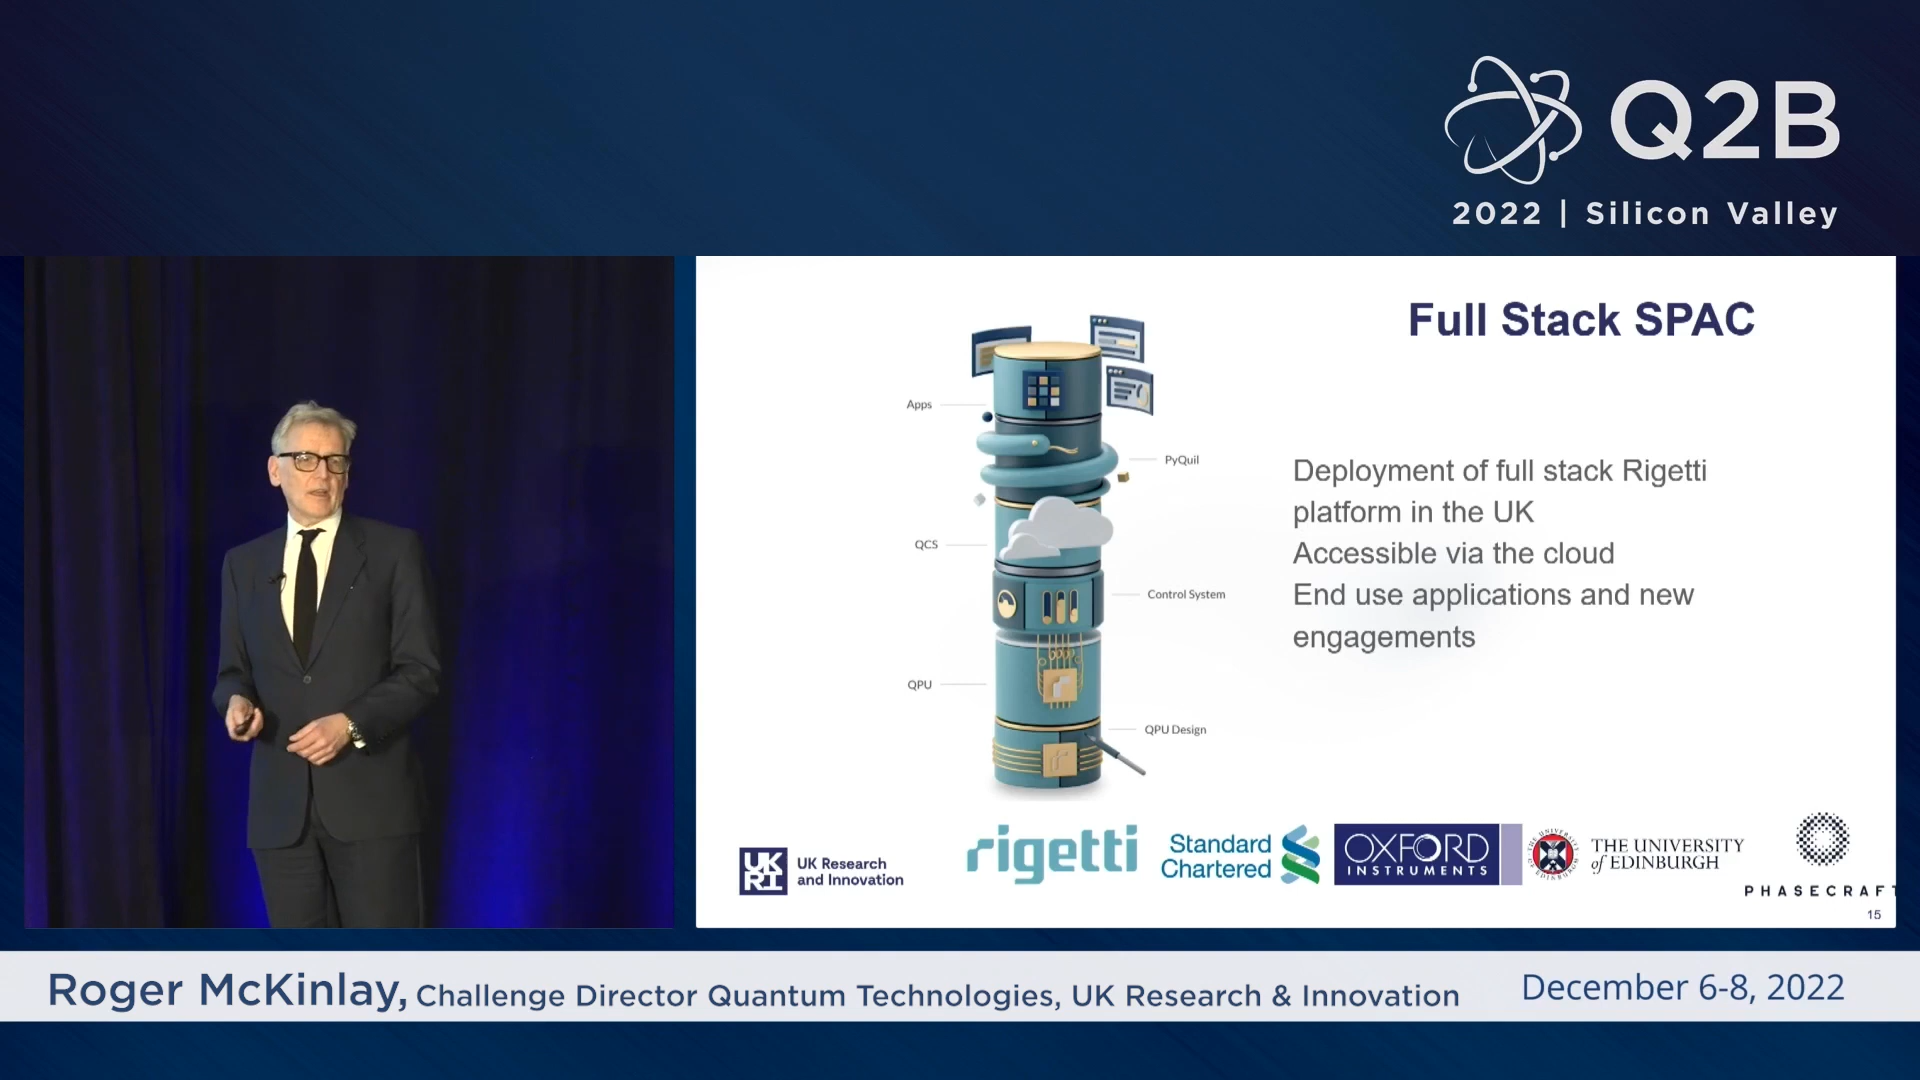 Q2B
2022 | Silicon Valley
Full Stack SPAC
Apps
PyQuil
QCS
Control System
QPU
QPU Design
Deployment of full stack Rigetti
platform in the UK
Accessible via the cloud
End use applications and new
engagements
UK
RI
UK Research
and Innovation
rigetti
Standard
Chartered
OXFORD
INSTRUMENTS
THE UNIVERSITY
of EDINBURGH
PHASECRAFT
15
Roger McKinlay, Challenge Director Quantum Technologies, UK Research & Innovation
December 6-8, 2022